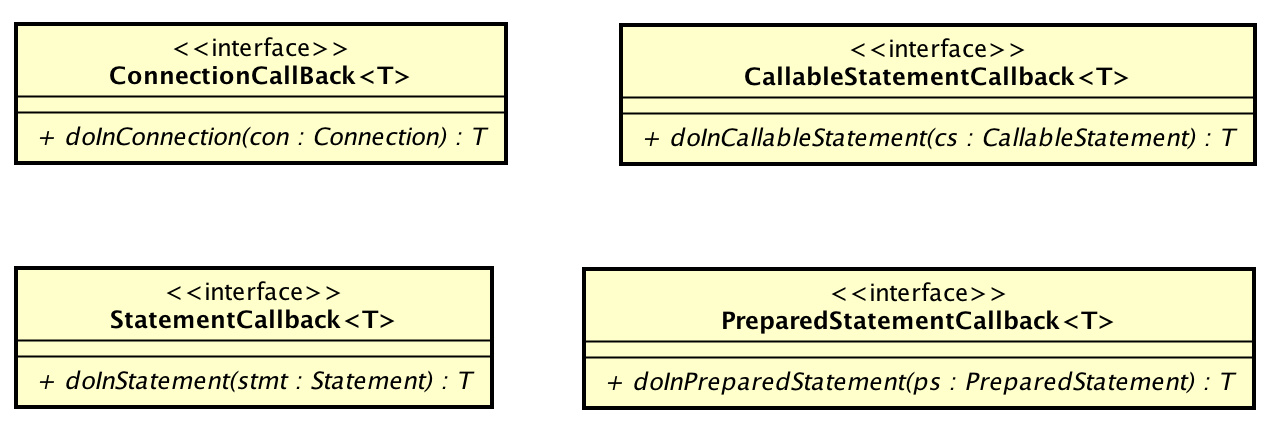 <<interface>>
ConnectionCallBack<T>
+ doInConnection(con : Connection) : T
<<interface>>
CallableStatementCallback<T>
+ doInCallableStatement(cs : CallableStatement) : T
<<interface>>
StatementCallback<T>
+ doInStatement(stmt : Statement) : T
<<interface>>
PreparedStatementCallback<T>
+ doInPreparedStatement(ps : PreparedStatement) : T